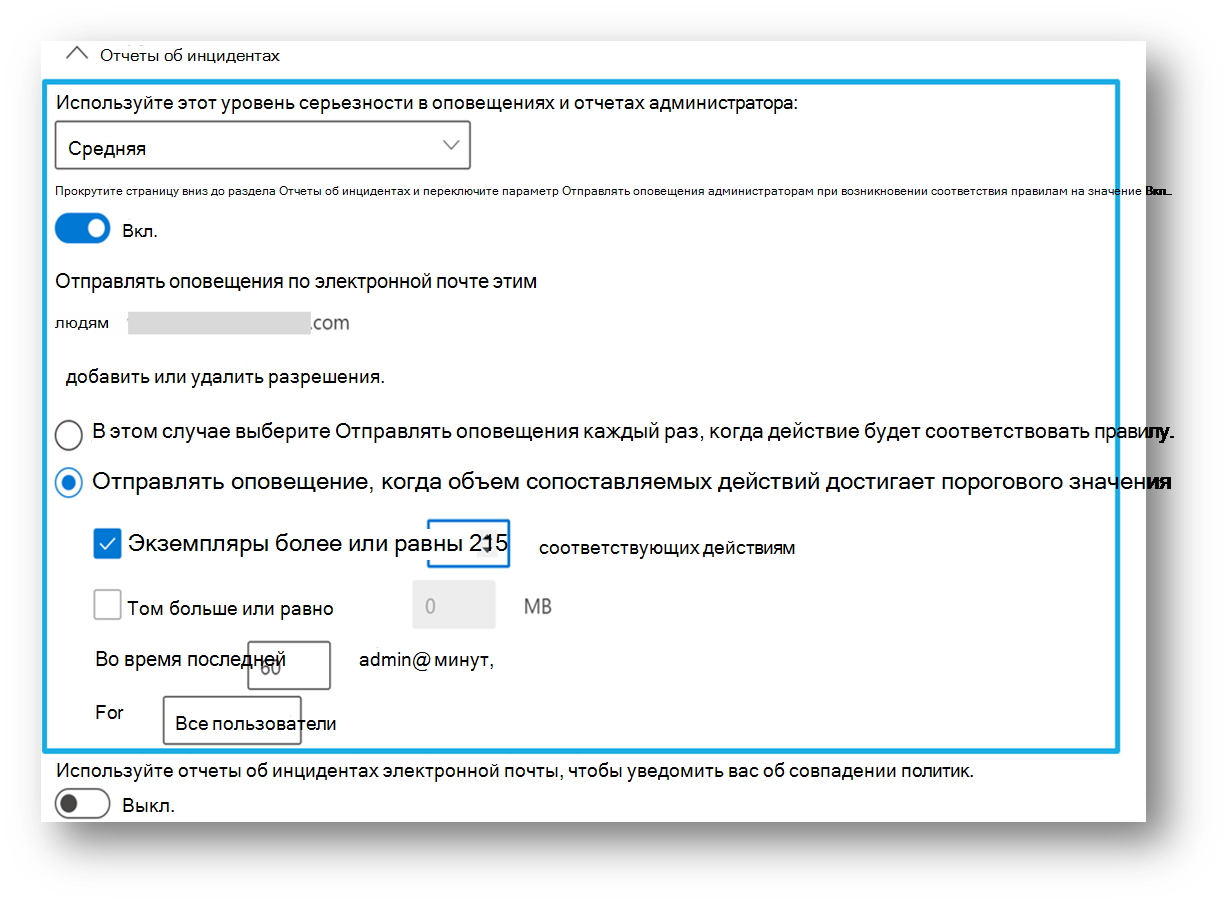 Отчеты об инцидентах
Используйте этот уровень серьезности в оповещениях и отчетах администратора:
Средняя
Прокрутите страницу вниз до раздела Отчеты об инцидентах и переключите параметр Отправлять оповещения администраторам при возникновении соответствия правилам на значение Вкл.
Вкл.
Отправлять оповещения по электронной почте этим
людям .com
добавить или удалить разрешения.
В этом случае выберите Отправлять оповещения каждый раз, когда действие будет соответствовать правилу.
Отправлять оповещение, когда объем сопоставляемых действий достигает порогового значения
Экземпляры более или равны соответствующих действиям
Том больше или равно 0 MB
Во время последней 60 admin@ минут,
For Все пользователи
Используйте отчеты об инцидентах электронной почты, чтобы уведомить вас об совпадении политик.
Выкл.